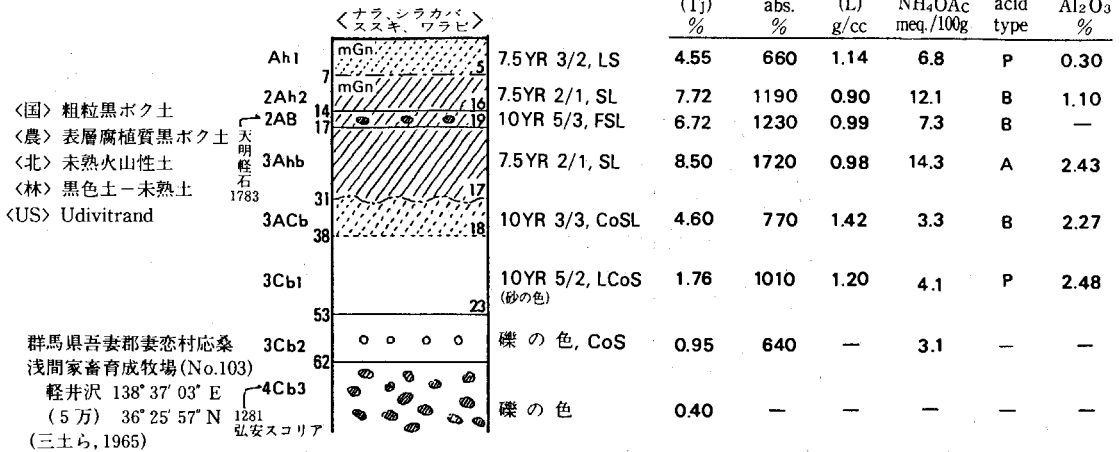 ナラ、シラカバ (Tj) abs. (L) NH₄OAc acid Al₂O₃
ススキ、ワラビ % % g/cc meq./100g type %
Ah1 mGn 5 7.5YR 3/2, LS 4.55 660 1.14 6.8 P 0.30
7
2Ah2 mGn 16 7.5YR 2/1, SL 7.72 1190 0.90 12.1 B 1.10
14
2AB 19 10YR 5/3, FSL 6.72 1230 0.99 7.3 B —
17
3Ahb 17 7.5YR 2/1, SL 8.50 1720 0.98 14.3 A 2.43
31
3ACb 18 10YR 3/3, CoSL 4.60 770 1.42 3.3 B 2.27
38
3Cb1 23 10YR 5/2, LCoS 1.76 1010 1.20 4.1 P 2.48
(砂の色)
53
3Cb2 礫の色, CoS 0.95 640 — 3.1 — —
62
4Cb3 礫の色 0.40 — — — — —
〈国〉粗粒黒ボク土
〈農〉表層腐植質黒ボク土
〈北〉未熟火山性土
〈林〉黒色土－未熟土
〈US〉Udivitrand
天明軽石
1783
群馬県吾妻郡妻恋村応桑
浅間家畜育成牧場(No.103)
軽井沢 138° 37′ 03″ E
(5万) 36° 25′ 57″ N
(三土ら, 1965)
1281
弘安スコリア